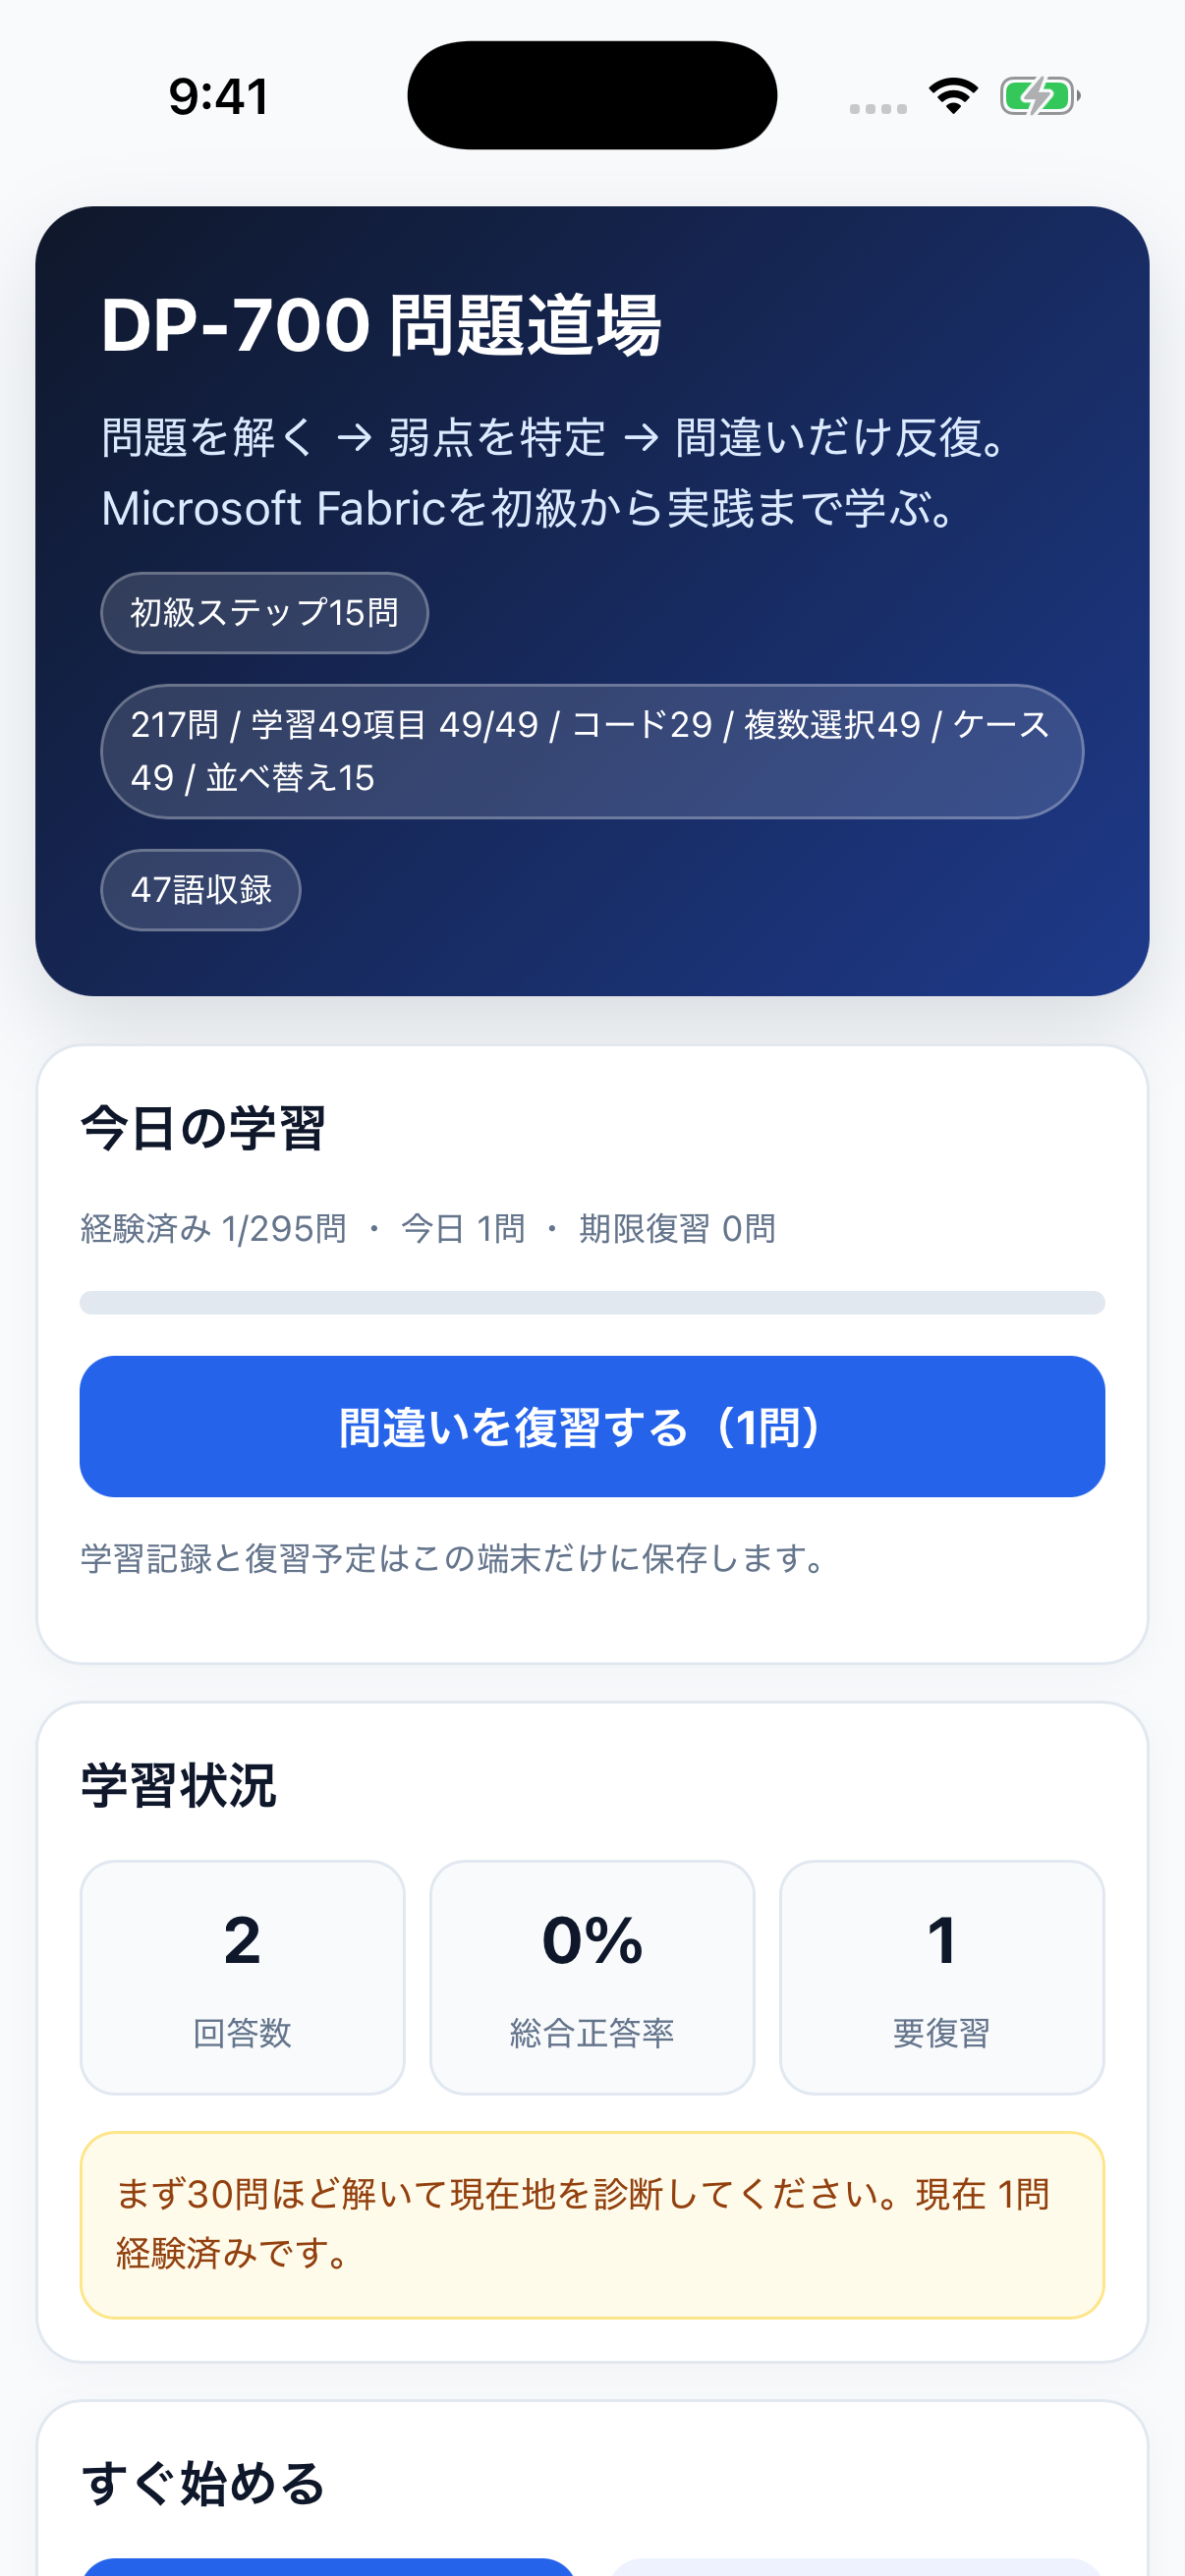 9:41
DP-700 問題道場
問題を解く → 弱点を特定 → 間違いだけ反復。
Microsoft Fabricを初級から実践まで学ぶ。
初級ステップ15問
217問 / 学習49項目 49/49 / コード29 / 複数選択49 / ケース
49 / 並べ替え15
47語収録
今日の学習
経験済み 1/295問 ・ 今日 1問 ・ 期限復習 0問
間違いを復習する（1問）
学習記録と復習予定はこの端末だけに保存します。
学習状況
2
0%
1
回答数
総合正答率
要復習
まず30問ほど解いて現在地を診断してください。現在 1問
経験済みです。
すぐ始める